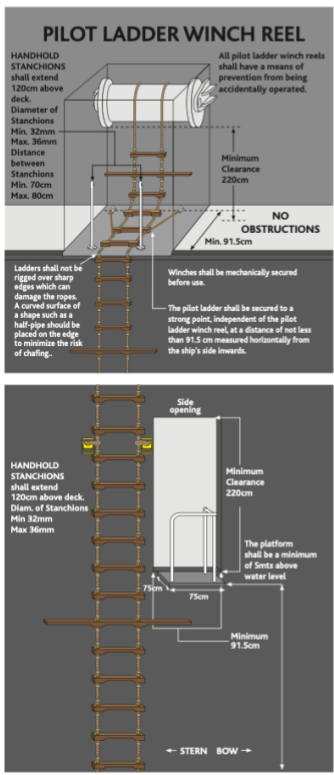 PILOT LADDER WINCH REEL
HANDHOLD
STANCHIONS
shall extend
120cm above
deck.
Diameter of
Stanchions
Min. 32mm
Max. 36mm
Distance
between
Stanchions
Min. 70cm
Max. 80cm
All pilot ladder winch reels
shall have a means of
prevention from being
accidentally operated.
Minimum
Clearance
220cm
NO
OBSTRUCTIONS
Min. 91.5cm
Ladders shall not be
rigged over sharp
edges which can
damage the ropes.
A curved surface of
a shape such as a
half-pipe should be
placed on the edge
to minimize the risk
of chafing..
Winches shall be mechanically secured
before use.
The pilot ladder shall be secured to a
strong point, independent of the pilot
ladder winch reel, at a distance of not less
than 91.5 cm measured horizontally from
the ship's side inwards.
Side
opening
HANDHOLD
STANCHIONS
shall extend
120cm above deck.
Diam. of Stanchions
Min 32mm
Max 36mm
Minimum
Clearance
220cm
The platform
shall be a minimum
of 5mts above
water level
75cm
75cm
Minimum
91.5cm
← STERN BOW →